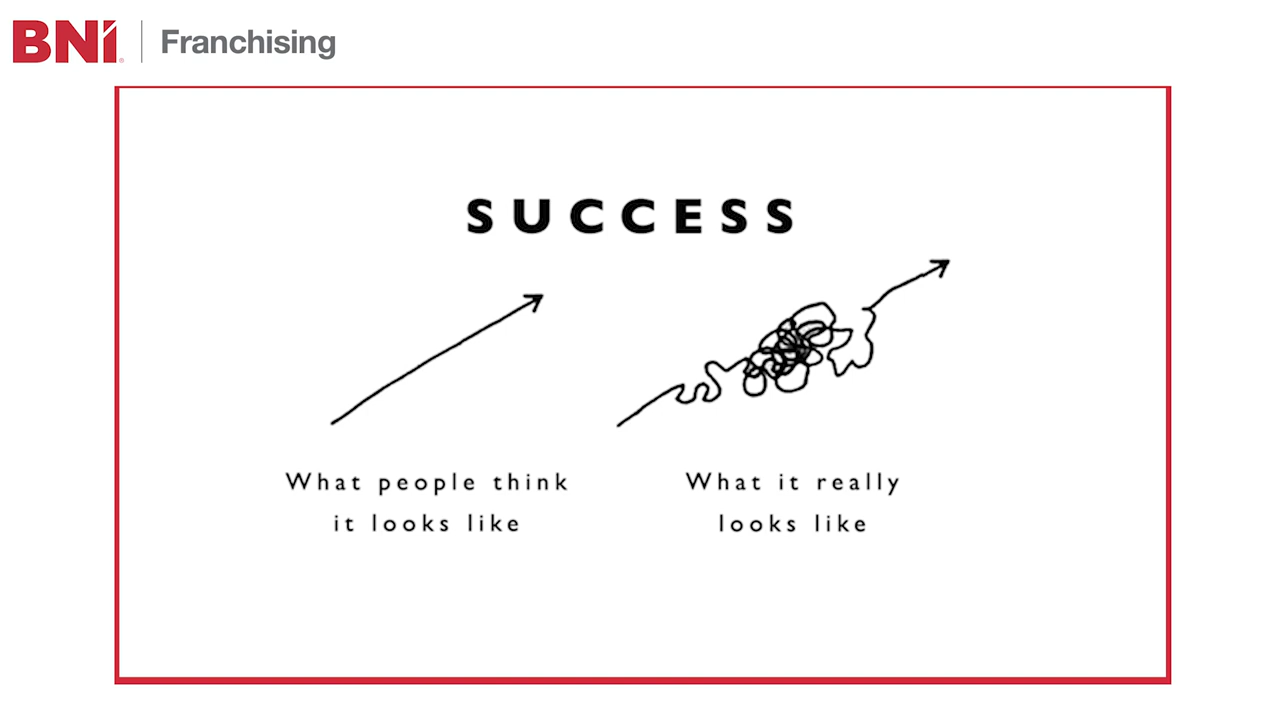 BNI® Franchising
SUCCESS
What people think
it looks like
What it really
looks like